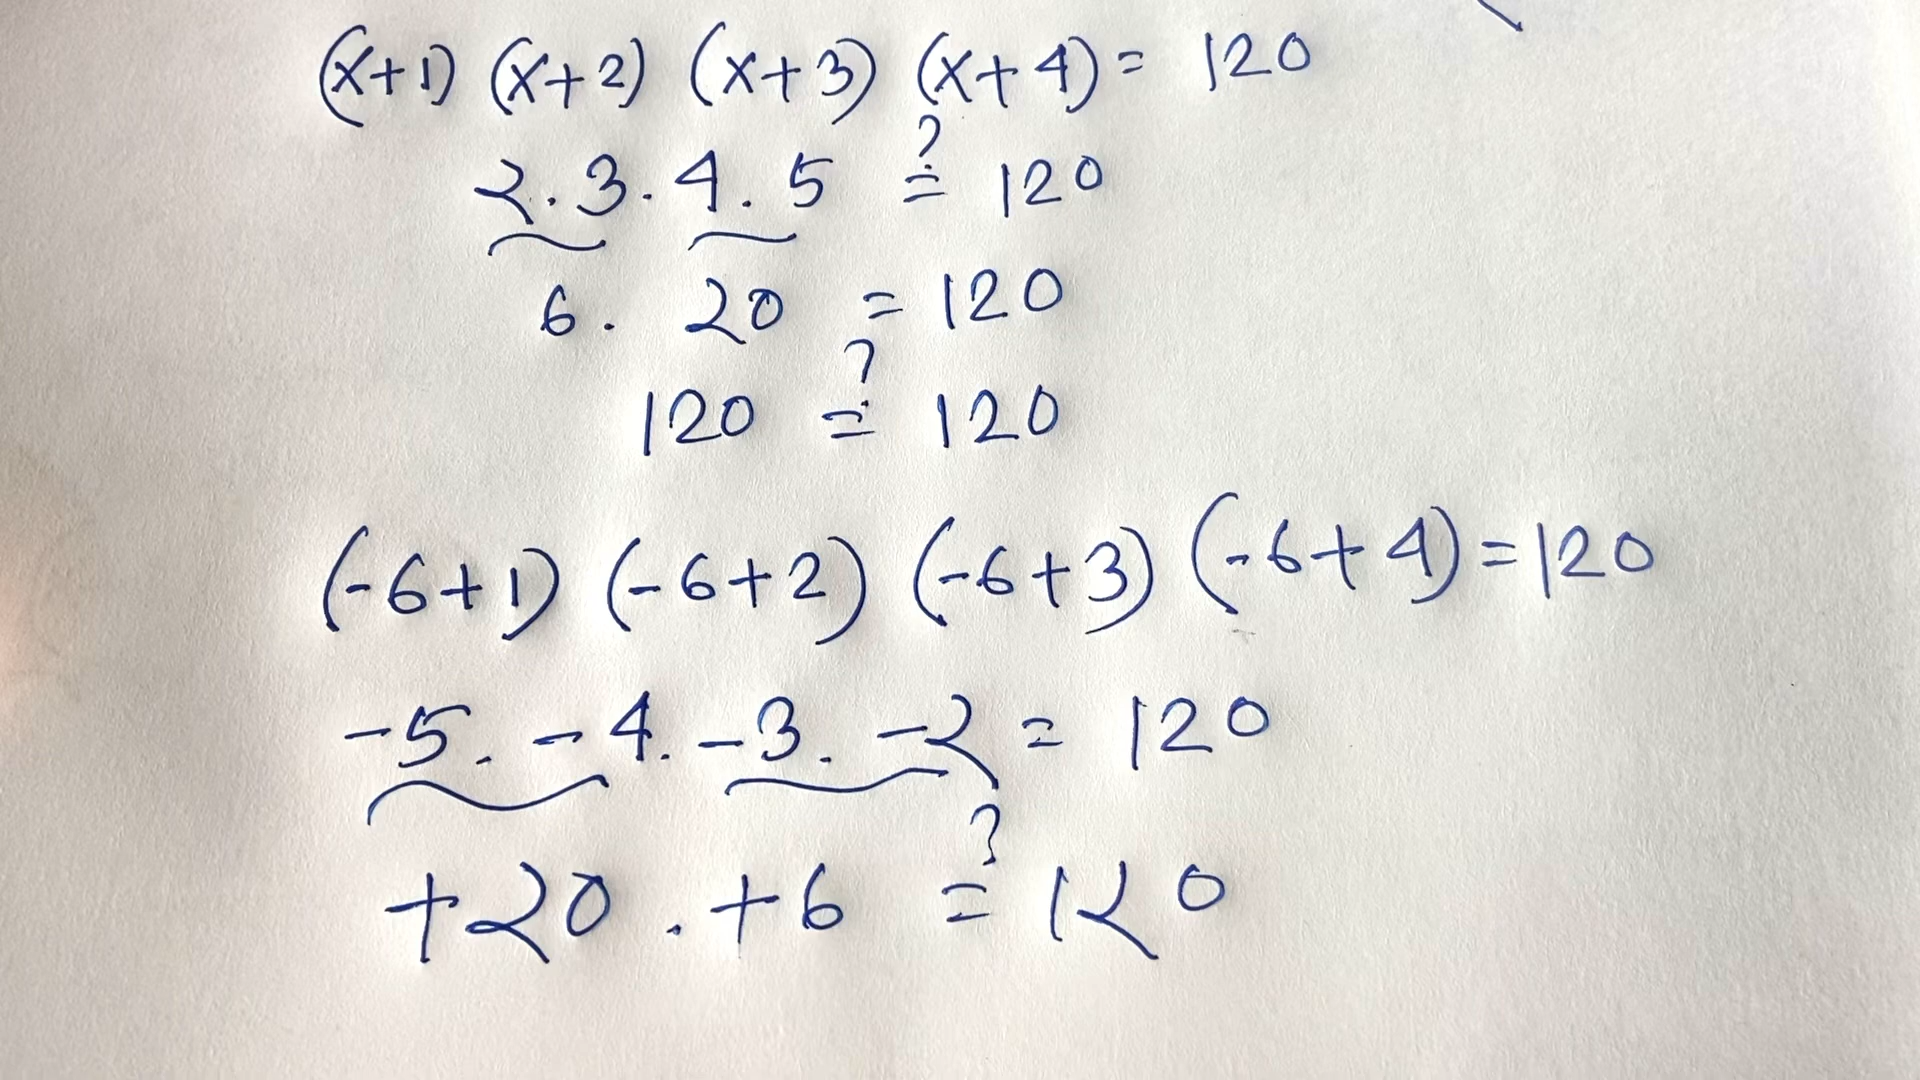 (x+1) (x+2) (x+3) (x+4) = 120
2 . 3 . 4 . 5 ≟ 120
6 . 20 = 120
120 ≟ 120
(-6+1) (-6+2) (-6+3) (-6+4) = 120
-5 . -4 . -3 . -2 = 120
+20 . +6 ≟ 120